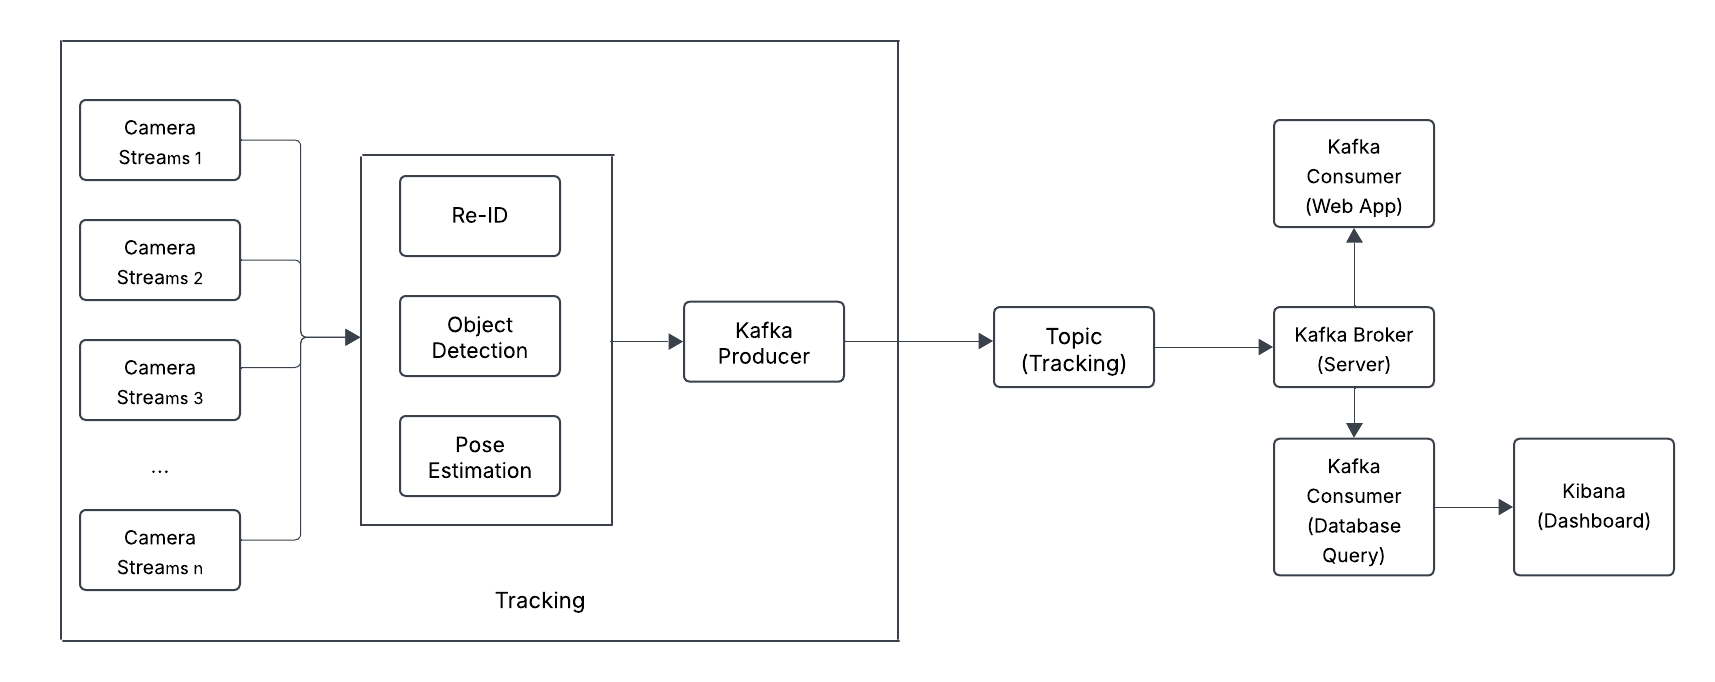 Camera
Streams 1
Camera
Streams 2
Camera
Streams 3
...
Camera
Streams n
Re-ID
Object
Detection
Pose
Estimation
Tracking
Kafka
Producer
Topic
(Tracking)
Kafka
Consumer
(Web App)
Kafka Broker
(Server)
Kafka
Consumer
(Database
Query)
Kibana
(Dashboard)